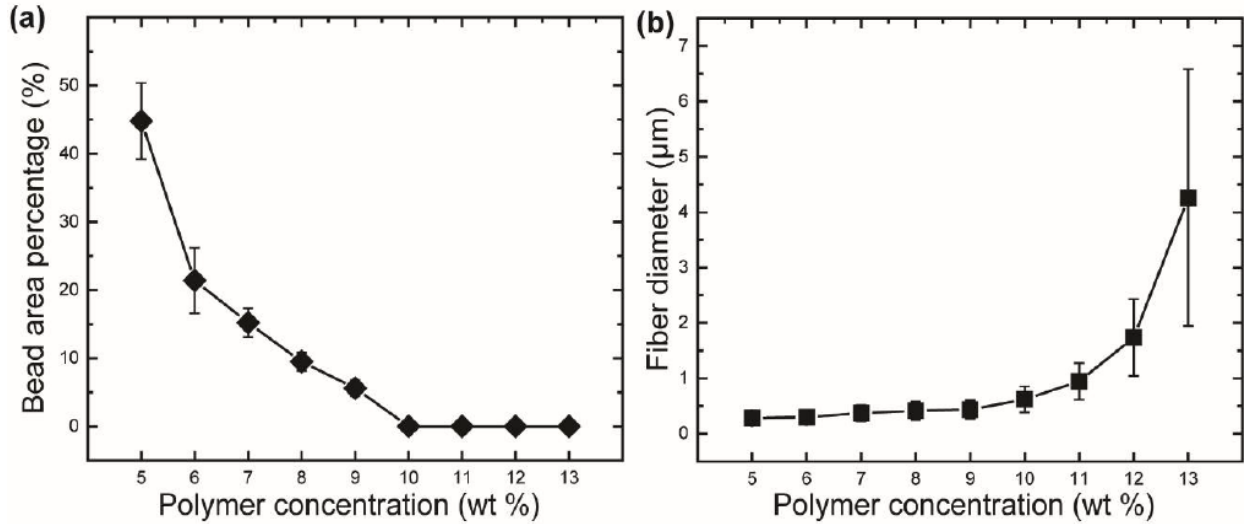 (a)
Bead area percentage (%)
50
40
30
20
10
0
5 6 7 8 9 10 11 12 13
Polymer concentration (wt %)
(b)
Fiber diameter (µm)
7
6
5
4
3
2
1
0
5 6 7 8 9 10 11 12 13
Polymer concentration (wt %)